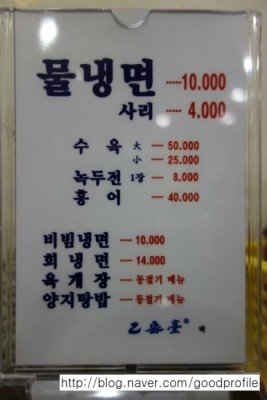 물냉면 ----- 10.000
사리 ---- 4.000
수 육 大 ---- 50.000
小 ---- 25.000
녹두전 1장 ---- 8.000
홍 어 ---- 40.000
비빔냉면 ---- 10.000
회 냉 면 ---- 14.000
육 개 장 ---- 동절기 메뉴
양지탕밥 ---- 동절기 메뉴
乙密臺® 백
http://blog.naver.com/goodprofile